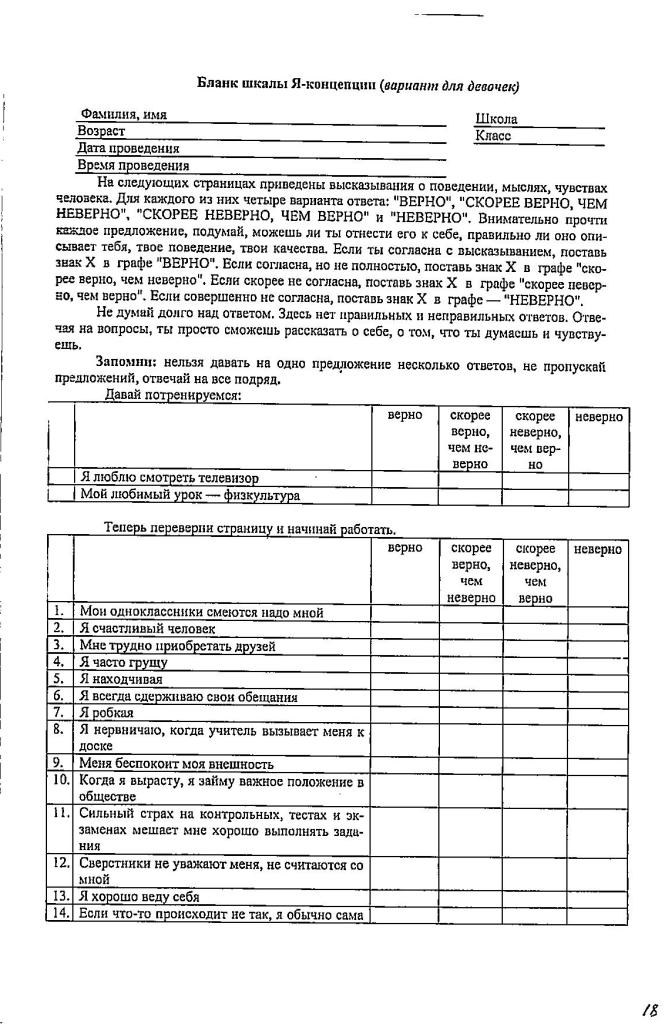 Бланк шкалы Я-концепции (вариант для девочек)
Фамилия, имя
Школа
Возраст
Класс
Дата проведения
Время проведения
На следующих страницах приведены высказывания о поведении, мыслях, чувствах
человека. Для каждого из них четыре варианта ответа: "ВЕРНО", "СКОРЕЕ ВЕРНО, ЧЕМ
НЕВЕРНО", "СКОРЕЕ НЕВЕРНО, ЧЕМ ВЕРНО" и "НЕВЕРНО". Внимательно прочти
каждое предложение, подумай, можешь ли ты отнести его к себе, правильно ли оно опи-
сывает тебя, твое поведение, твои качества. Если ты согласна с высказыванием, поставь
знак Х в графе "ВЕРНО". Если согласна, но не полностью, поставь знак Х в графе "ско-
рее верно, чем неверно". Если скорее не согласна, поставь знак Х в графе "скорее невер-
но, чем верно". Если совершенно не согласна, поставь знак Х в графе — "НЕВЕРНО".
Не думай долго над ответом. Здесь нет правильных и неправильных ответов. Отве-
чая на вопросы, ты просто сможешь рассказать о себе, о том, что ты думаешь и чувству-
ешь.
Запомни: нельзя давать на одно предложение несколько ответов, не пропускай
предложений, отвечай на все подряд.
Давай потренируемся:
верно скорее скорее неверно
верно, неверно,
чем не- чем вер-
верно но
Я люблю смотреть телевизор
Мой любимый урок — физкультура
Теперь переверни страницу и начинай работать.
верно скорее скорее неверно
верно, неверно,
чем чем
неверно верно
1. Мои одноклассники смеются надо мной
2. Я счастливый человек
3. Мне трудно приобретать друзей
4. Я часто грущу
5. Я находчивая
6. Я всегда сдерживаю свои обещания
7. Я робкая
8. Я нервничаю, когда учитель вызывает меня к
доске
9. Меня беспокоит моя внешность
10. Когда я вырасту, я займу важное положение в
обществе
11. Сильный страх на контрольных, тестах и эк-
заменах мешает мне хорошо выполнять зада-
ния
12. Сверстники не уважают меня, не считаются со
мной
13. Я хорошо веду себя
14. Если что-то происходит не так, я обычно сама
18